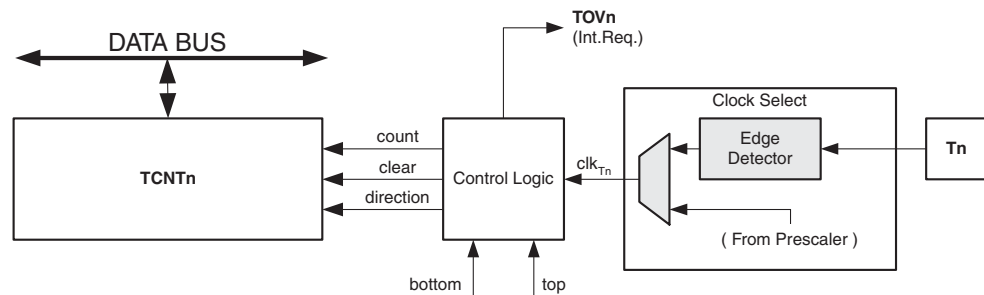 TOVn
(Int.Req.)
DATA BUS
Clock Select
count
Edge
Detector
Tn
TCNTn
clear
Control Logic
clkTn
direction
( From Prescaler )
bottom
top